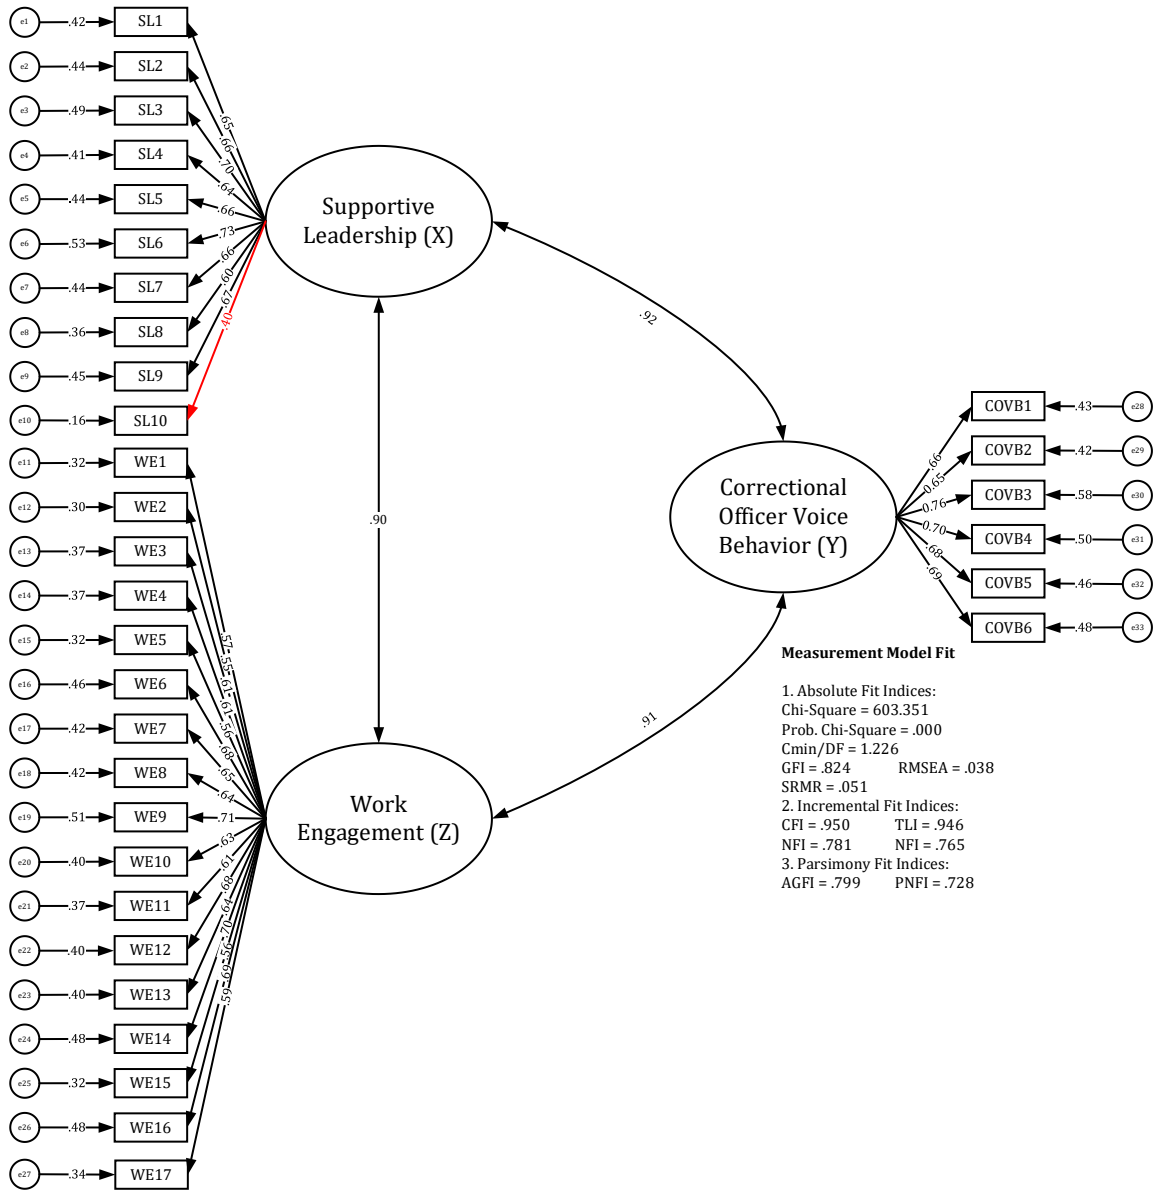 e1 .42 SL1
e2 .44 SL2
e3 .49 SL3
e4 .41 SL4
e5 .44 SL5
e6 .53 SL6
e7 .44 SL7
e8 .36 SL8
e9 .45 SL9
e10 .16 SL10
.65
.66
.70
.64
.66
.73
.66
.60
.67
.40
Supportive
Leadership (X)
.92
.90
.91
e11 .32 WE1
e12 .30 WE2
e13 .37 WE3
e14 .37 WE4
e15 .32 WE5
e16 .46 WE6
e17 .42 WE7
e18 .42 WE8
e19 .51 WE9
e20 .40 WE10
e21 .37 WE11
e22 .40 WE12
e23 .40 WE13
e24 .48 WE14
e25 .32 WE15
e26 .48 WE16
e27 .34 WE17
.57
.55
.61
.61
.56
.68
.65
.64
.71
.63
.61
.68
.64
.70
.56
.69
.59
Work
Engagement (Z)
Correctional
Officer Voice
Behavior (Y)
.66
0.65
0.76
0.70
.68
.69
COVB1 .43 e28
COVB2 .42 e29
COVB3 .58 e30
COVB4 .50 e31
COVB5 .46 e32
COVB6 .48 e33
Measurement Model Fit
1. Absolute Fit Indices:
Chi-Square = 603.351
Prob. Chi-Square = .000
Cmin/DF = 1.226
GFI = .824 RMSEA = .038
SRMR = .051
2. Incremental Fit Indices:
CFI = .950 TLI = .946
NFI = .781 NFI = .765
3. Parsimony Fit Indices:
AGFI = .799 PNFI = .728